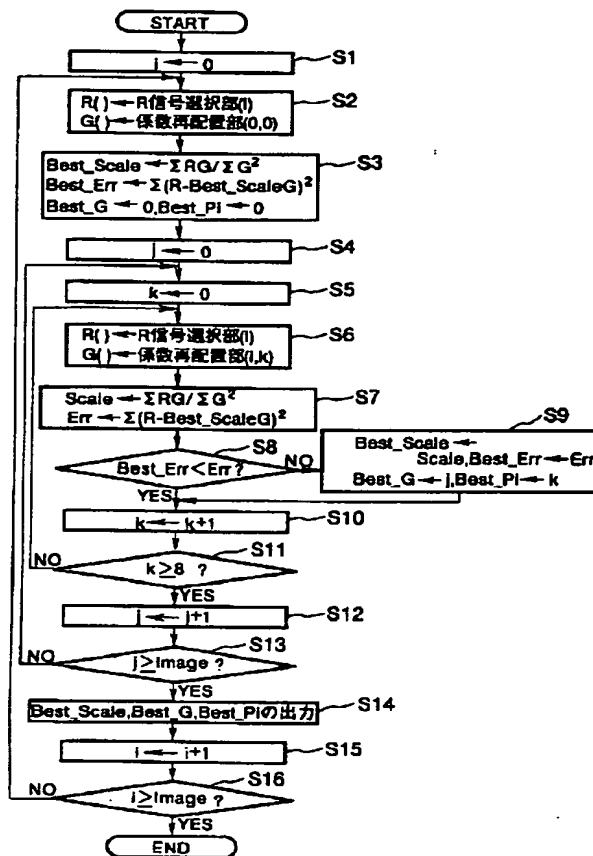 START
i ← 0
S1
R( ) ← R信号選択部(i)
G( ) ← 係数再配置部(0,0)
S2
Best_Scale ← ΣRG/ΣG²
Best_Err ← Σ(R-Best_ScaleG)²
Best_G ← 0,Best_Pi ← 0
S3
j ← 0
S4
k ← 0
S5
R( ) ← R信号選択部(i)
G( ) ← 係数再配置部(i,k)
S6
Scale ← ΣRG/ΣG²
Err ← Σ(R-Best_ScaleG)²
S7
S8
Best_Err<Err?
NO
YES
S9
Best_Scale ←
Scale,Best_Err ← Err
Best_G ← j,Best_Pi ← k
k ← k+1
S10
S11
k≥8 ?
NO
YES
j ← j+1
S12
S13
j≥Image ?
NO
YES
Best_Scale,Best_G,Best_Piの出力
S14
i ← i+1
S15
S16
i≥Image ?
NO
YES
END